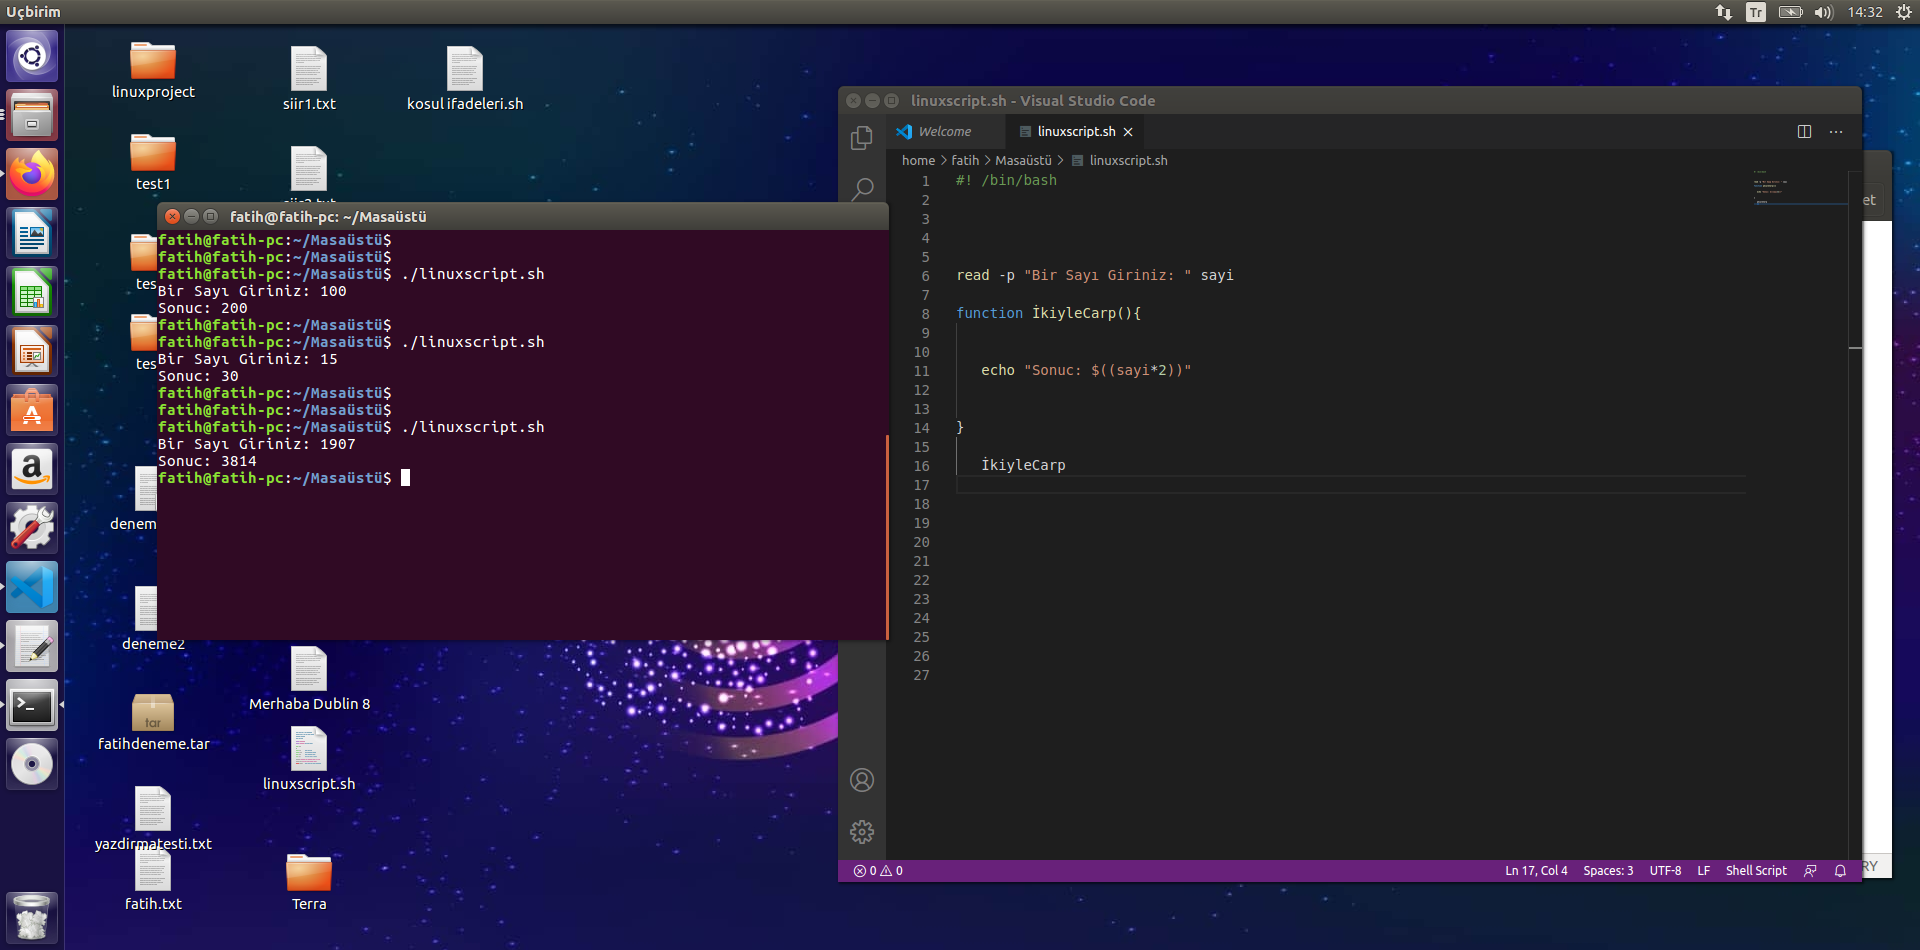 Uçbirim
Tr
14:32
linuxproject
siir1.txt
kosul ifadeleri.sh
test1
fatih@fatih-pc: ~/Masaüstü
fatih@fatih-pc:~/Masaüstü$
fatih@fatih-pc:~/Masaüstü$
fatih@fatih-pc:~/Masaüstü$ ./linuxscript.sh
Bir Sayı Giriniz: 100
Sonuc: 200
fatih@fatih-pc:~/Masaüstü$
fatih@fatih-pc:~/Masaüstü$ ./linuxscript.sh
Bir Sayı Giriniz: 15
Sonuc: 30
fatih@fatih-pc:~/Masaüstü$
fatih@fatih-pc:~/Masaüstü$
fatih@fatih-pc:~/Masaüstü$ ./linuxscript.sh
Bir Sayı Giriniz: 1907
Sonuc: 3814
fatih@fatih-pc:~/Masaüstü$
tes
tes
denem
deneme2
Merhaba Dublin 8
tar
fatihdeneme.tar
linuxscript.sh
yazdirmatesti.txt
fatih.txt
Terra
linuxscript.sh - Visual Studio Code
Welcome
linuxscript.sh
home > fatih > Masaüstü > linuxscript.sh
1 #! /bin/bash
2
3
4
5
6 read -p "Bir Sayı Giriniz: " sayi
7
8 function İkiyleCarp(){
9
10
11 echo "Sonuc: $((sayi*2))"
12
13
14 }
15
16 İkiyleCarp
17
18
19
20
21
22
23
24
25
26
27
et
RY
0 0
Ln 17, Col 4 Spaces: 3 UTF-8 LF Shell Script